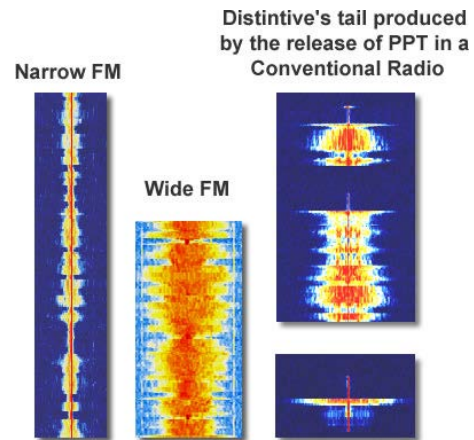 Distintive's tail produced
by the release of PPT in a
Conventional Radio
Narrow FM
Wide FM